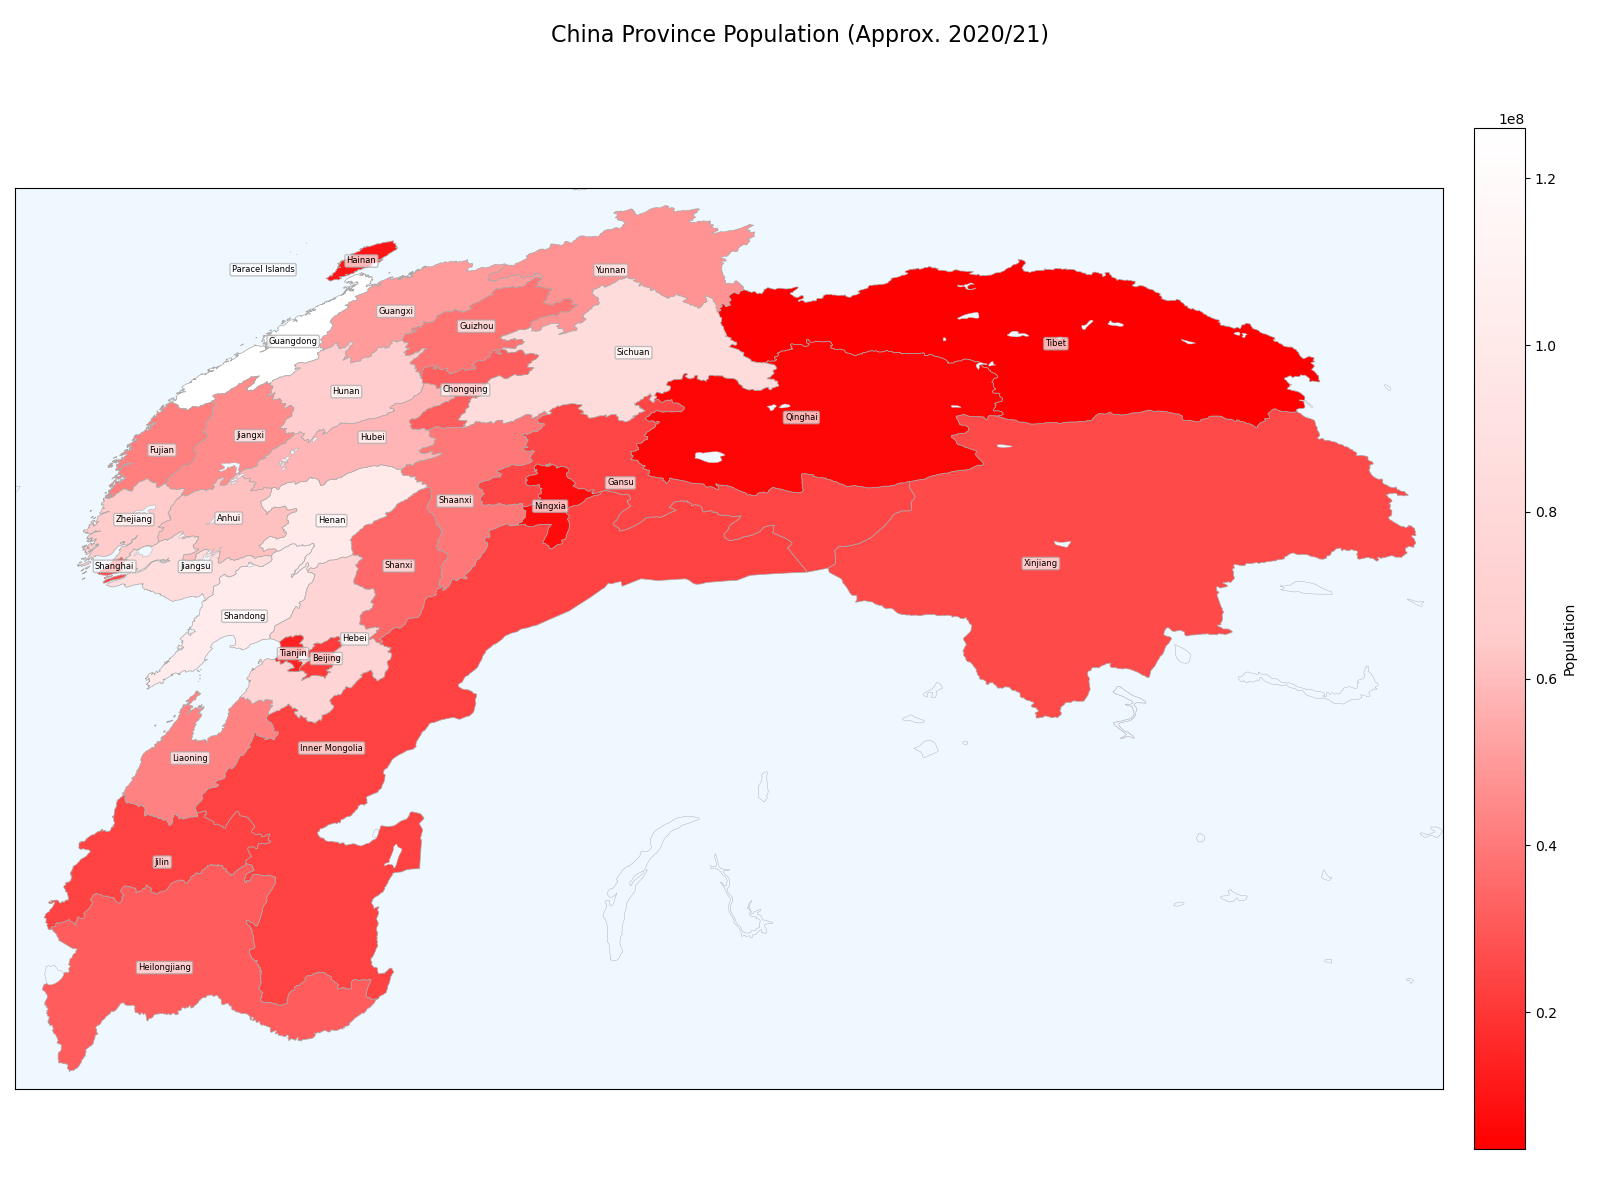 China Province Population (Approx. 2020/21)
1e8
1.2
1.0
0.8
0.6
0.4
0.2
Population
Hainan
Paracel Islands
Yunnan
Guangxi
Guizhou
Guangdong
Tibet
Sichuan
Hunan
Chongqing
Qinghai
Jiangxi
Hubei
Fujian
Gansu
Shaanxi
Ningxia
Zhejiang
Anhui
Henan
Shanghai
Jiangsu
Shanxi
Xinjiang
Shandong
Hebei
Tianjin
Beijing
Inner Mongolia
Liaoning
Jilin
Heilongjiang